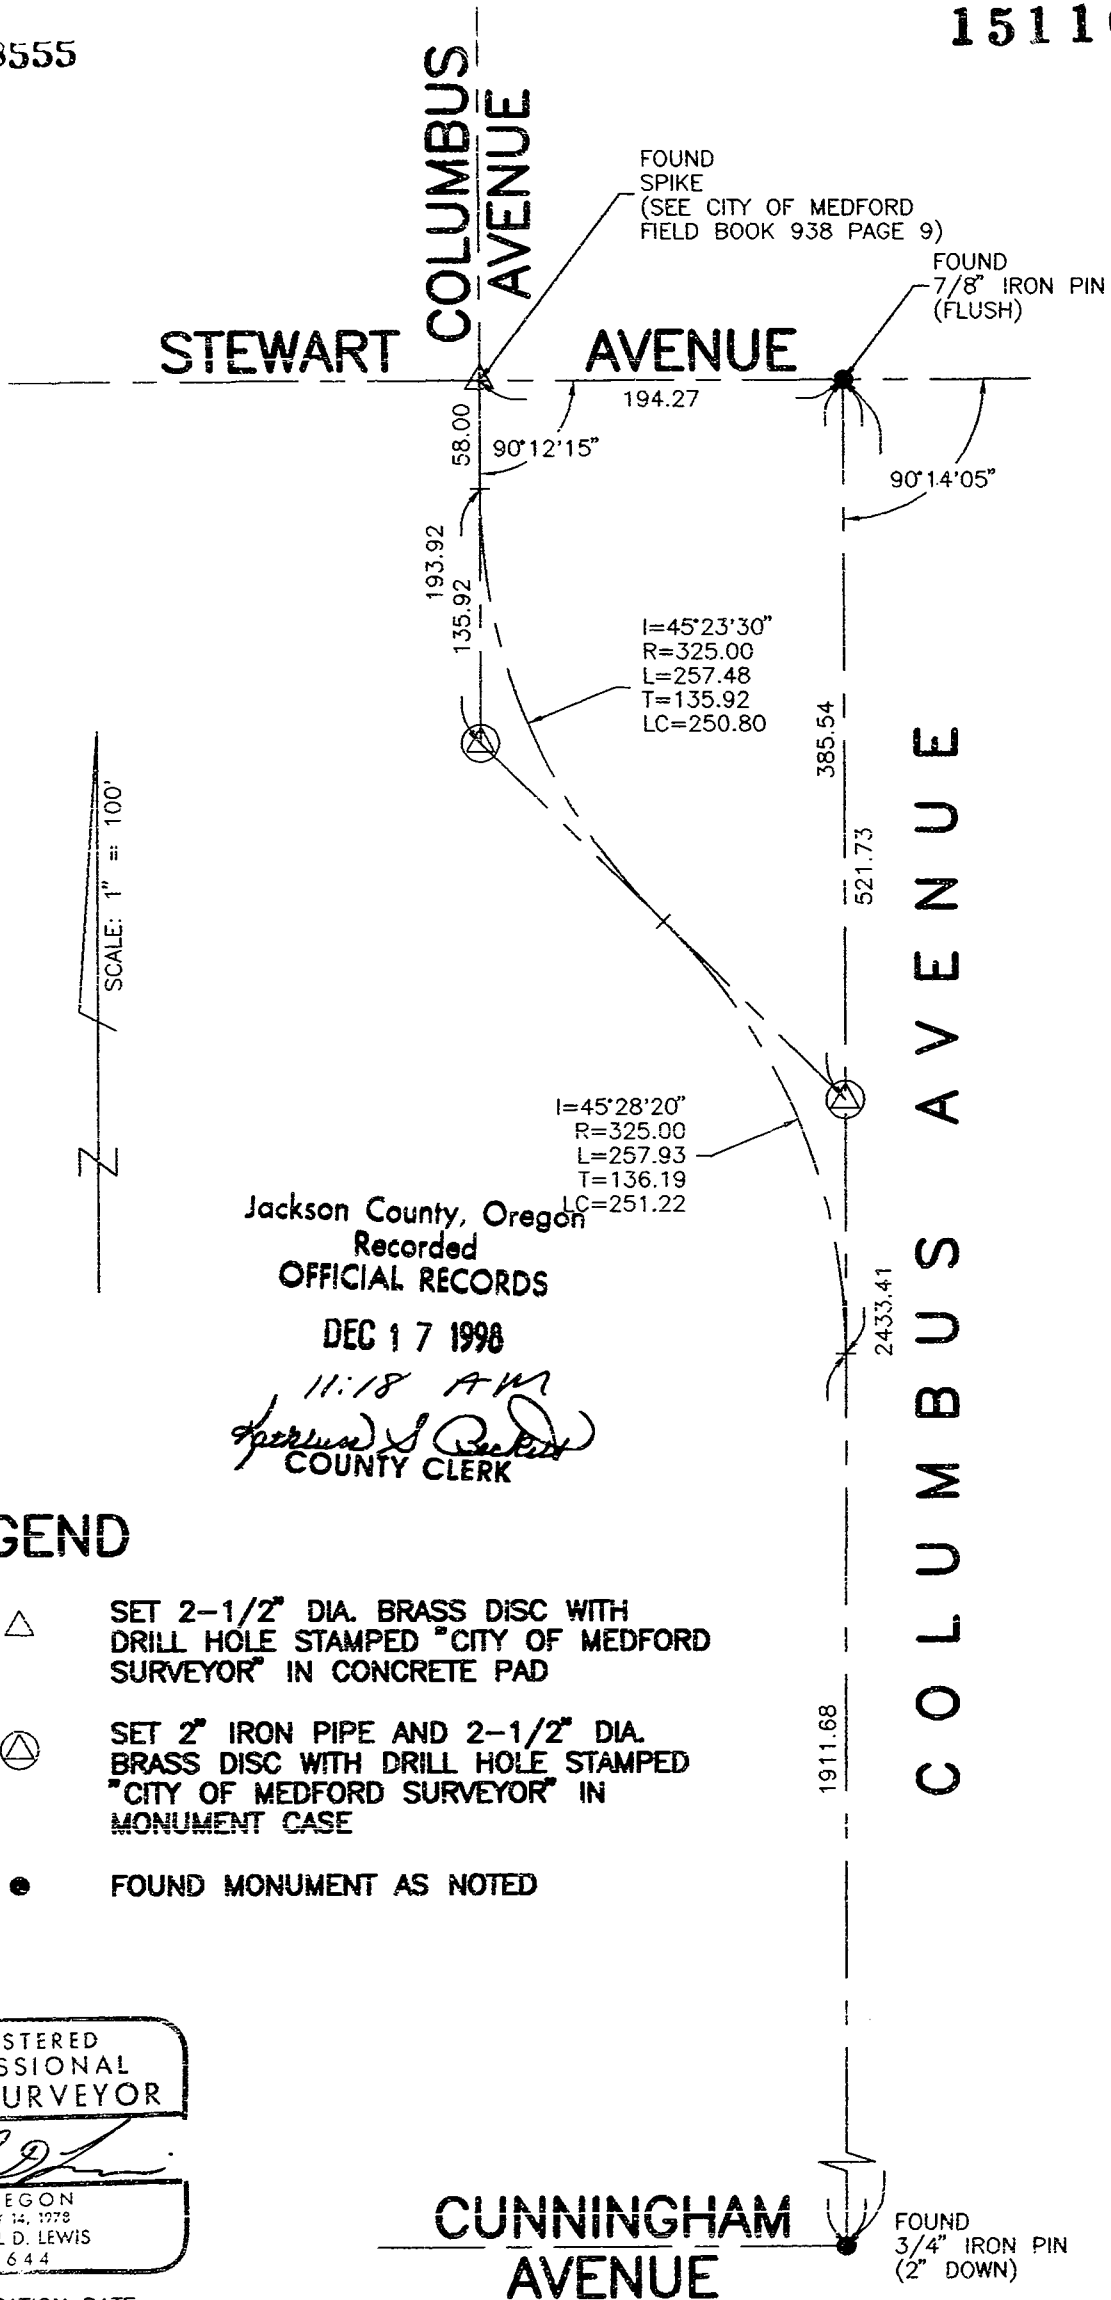 8555
1511
COLUMBUS
AVENUE
FOUND
SPIKE
(SEE CITY OF MEDFORD
FIELD BOOK 938 PAGE 9)
FOUND
7/8" IRON PIN
(FLUSH)
STEWART AVENUE
194.27
58.00
90°12'15"
90°14'05"
193.92
135.92
I=45°23'30"
R=325.00
L=257.48
T=135.92
LC=250.80
385.54
521.73
SCALE: 1" = 100'
N
COLUMBUS AVENUE
I=45°28'20"
R=325.00
L=257.93
T=136.19
LC=251.22
2433.41
Jackson County, Oregon
Recorded
OFFICIAL RECORDS
DEC 17 1998
11:18 AM
Kathleen S Beckett
COUNTY CLERK
GEND
SET 2-1/2" DIA. BRASS DISC WITH
DRILL HOLE STAMPED "CITY OF MEDFORD
SURVEYOR" IN CONCRETE PAD
SET 2" IRON PIPE AND 2-1/2" DIA.
BRASS DISC WITH DRILL HOLE STAMPED
"CITY OF MEDFORD SURVEYOR" IN
MONUMENT CASE
FOUND MONUMENT AS NOTED
1911.68
STERED
SSIONAL
URVEYOR
EGON
Y 14, 1978
L D. LEWIS
644
CUNNINGHAM
AVENUE
FOUND
3/4" IRON PIN
(2" DOWN)